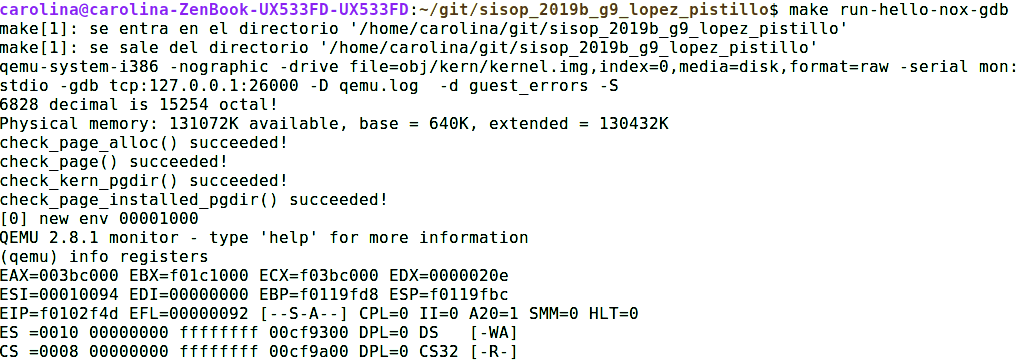 carolina@carolina-ZenBook-UX533FD-UX533FD:~/git/sisop_2019b_g9_lopez_pistillo$ make run-hello-nox-gdb
make[1]: se entra en el directorio '/home/carolina/git/sisop_2019b_g9_lopez_pistillo'
make[1]: se sale del directorio '/home/carolina/git/sisop_2019b_g9_lopez_pistillo'
qemu-system-i386 -nographic -drive file=obj/kern/kernel.img,index=0,media=disk,format=raw -serial mon:
stdio -gdb tcp:127.0.0.1:26000 -D qemu.log  -d guest_errors -S
6828 decimal is 15254 octal!
Physical memory: 131072K available, base = 640K, extended = 130432K
check_page_alloc() succeeded!
check_page() succeeded!
check_kern_pgdir() succeeded!
check_page_installed_pgdir() succeeded!
[0] new env 00001000
QEMU 2.8.1 monitor - type 'help' for more information
(qemu) info registers
EAX=003bc000 EBX=f01c1000 ECX=f03bc000 EDX=0000020e
ESI=00010094 EDI=00000000 EBP=f0119fd8 ESP=f0119fbc
EIP=f0102f4d EFL=00000092 [--S-A--] CPL=0 II=0 A20=1 SMM=0 HLT=0
ES =0010 00000000 ffffffff 00cf9300 DPL=0 DS   [-WA]
CS =0008 00000000 ffffffff 00cf9a00 DPL=0 CS32 [-R-]